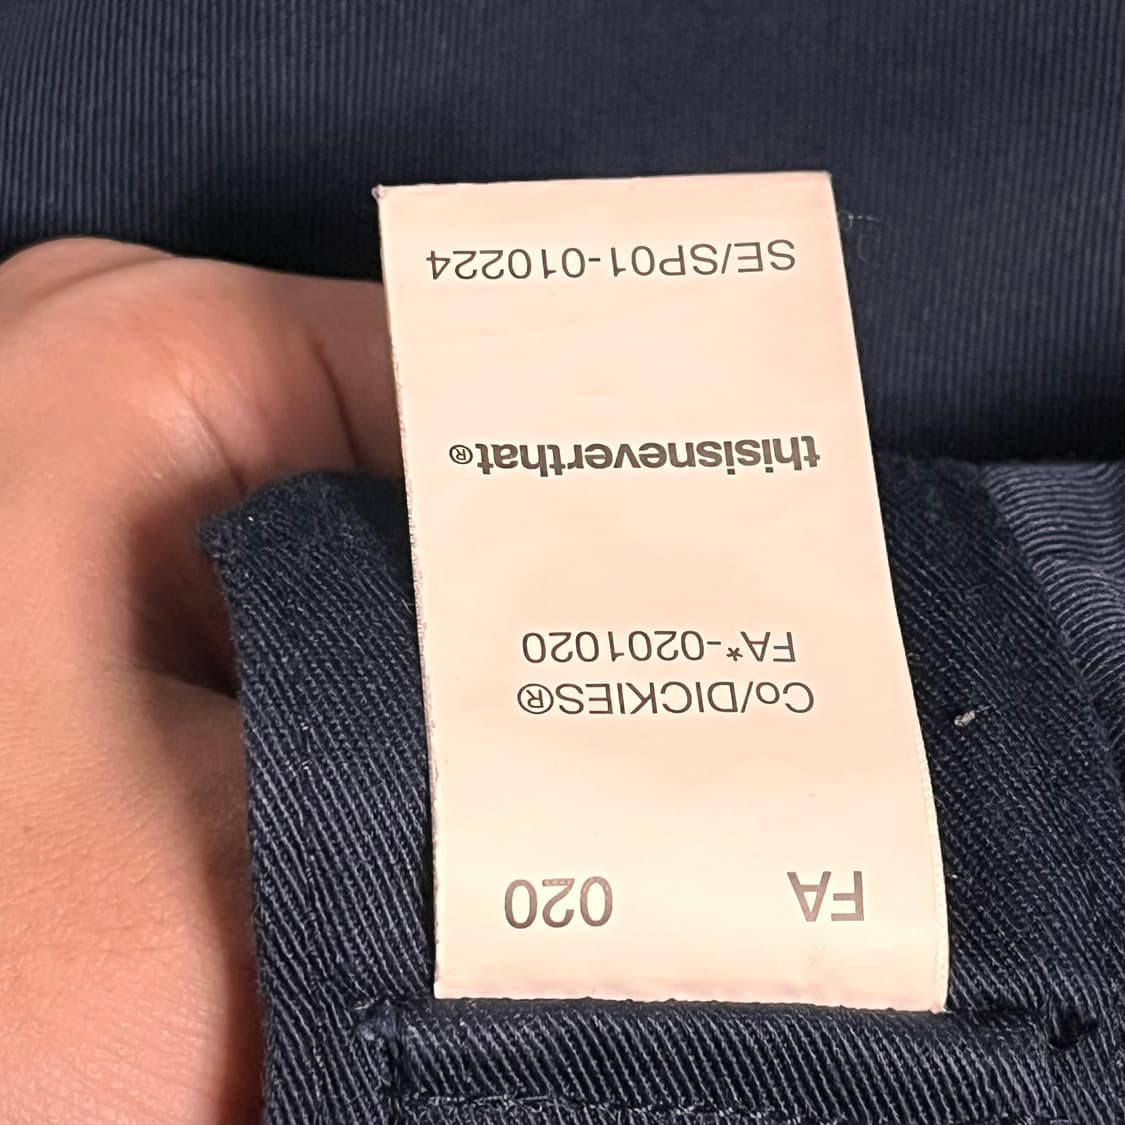 FA 020
Co/DICKIES®
FA*-0201020
thisisneverthat®
SE/SP01-010224